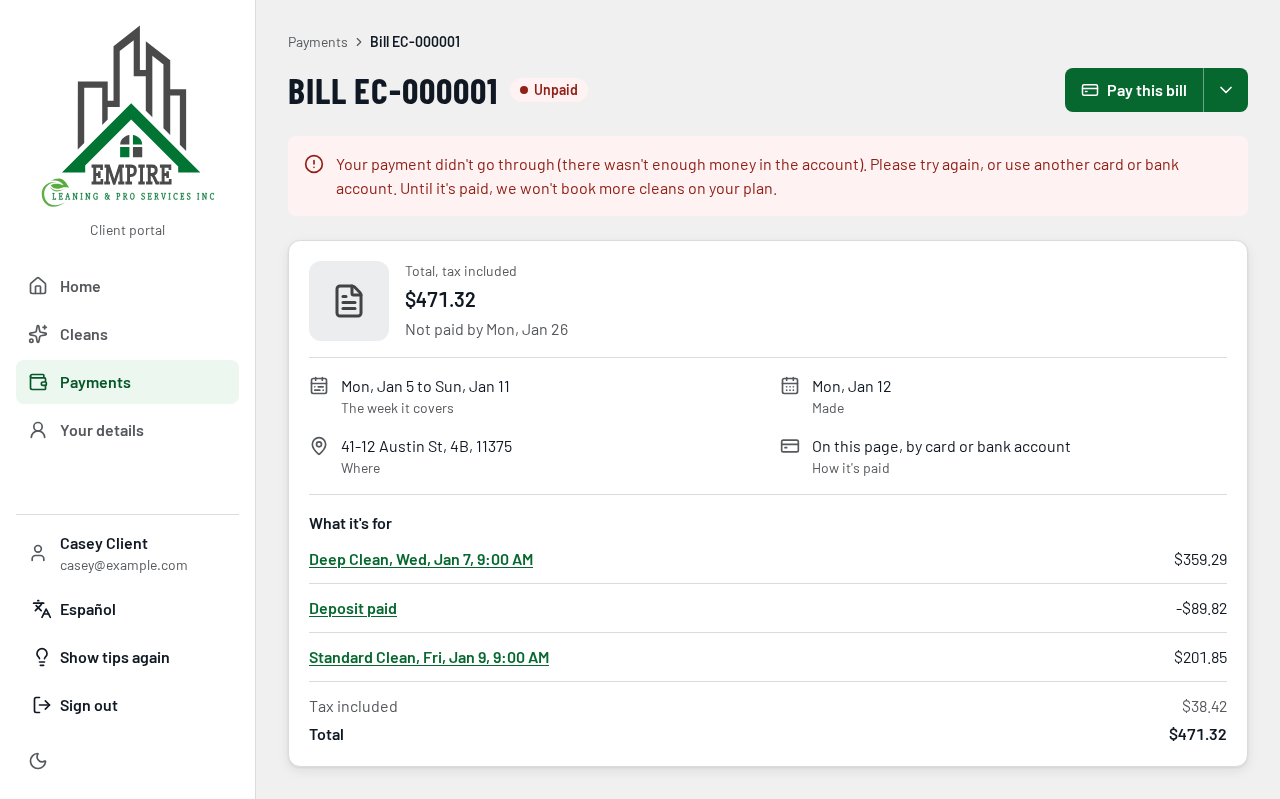 EMPIRE
LEANING & PRO SERVICES INC
Client portal
Home
Cleans
Payments
Your details
Casey Client
casey@example.com
Español
Show tips again
Sign out
Payments > Bill EC-000001
BILL EC-000001
Unpaid
Pay this bill
Your payment didn't go through (there wasn't enough money in the account). Please try again, or use another card or bank
account. Until it's paid, we won't book more cleans on your plan.
Total, tax included
$471.32
Not paid by Mon, Jan 26
Mon, Jan 5 to Sun, Jan 11
The week it covers
Mon, Jan 12
Made
41-12 Austin St, 4B, 11375
Where
On this page, by card or bank account
How it's paid
What it's for
Deep Clean, Wed, Jan 7, 9:00 AM $359.29
Deposit paid -$89.82
Standard Clean, Fri, Jan 9, 9:00 AM $201.85
Tax included $38.42
Total $471.32